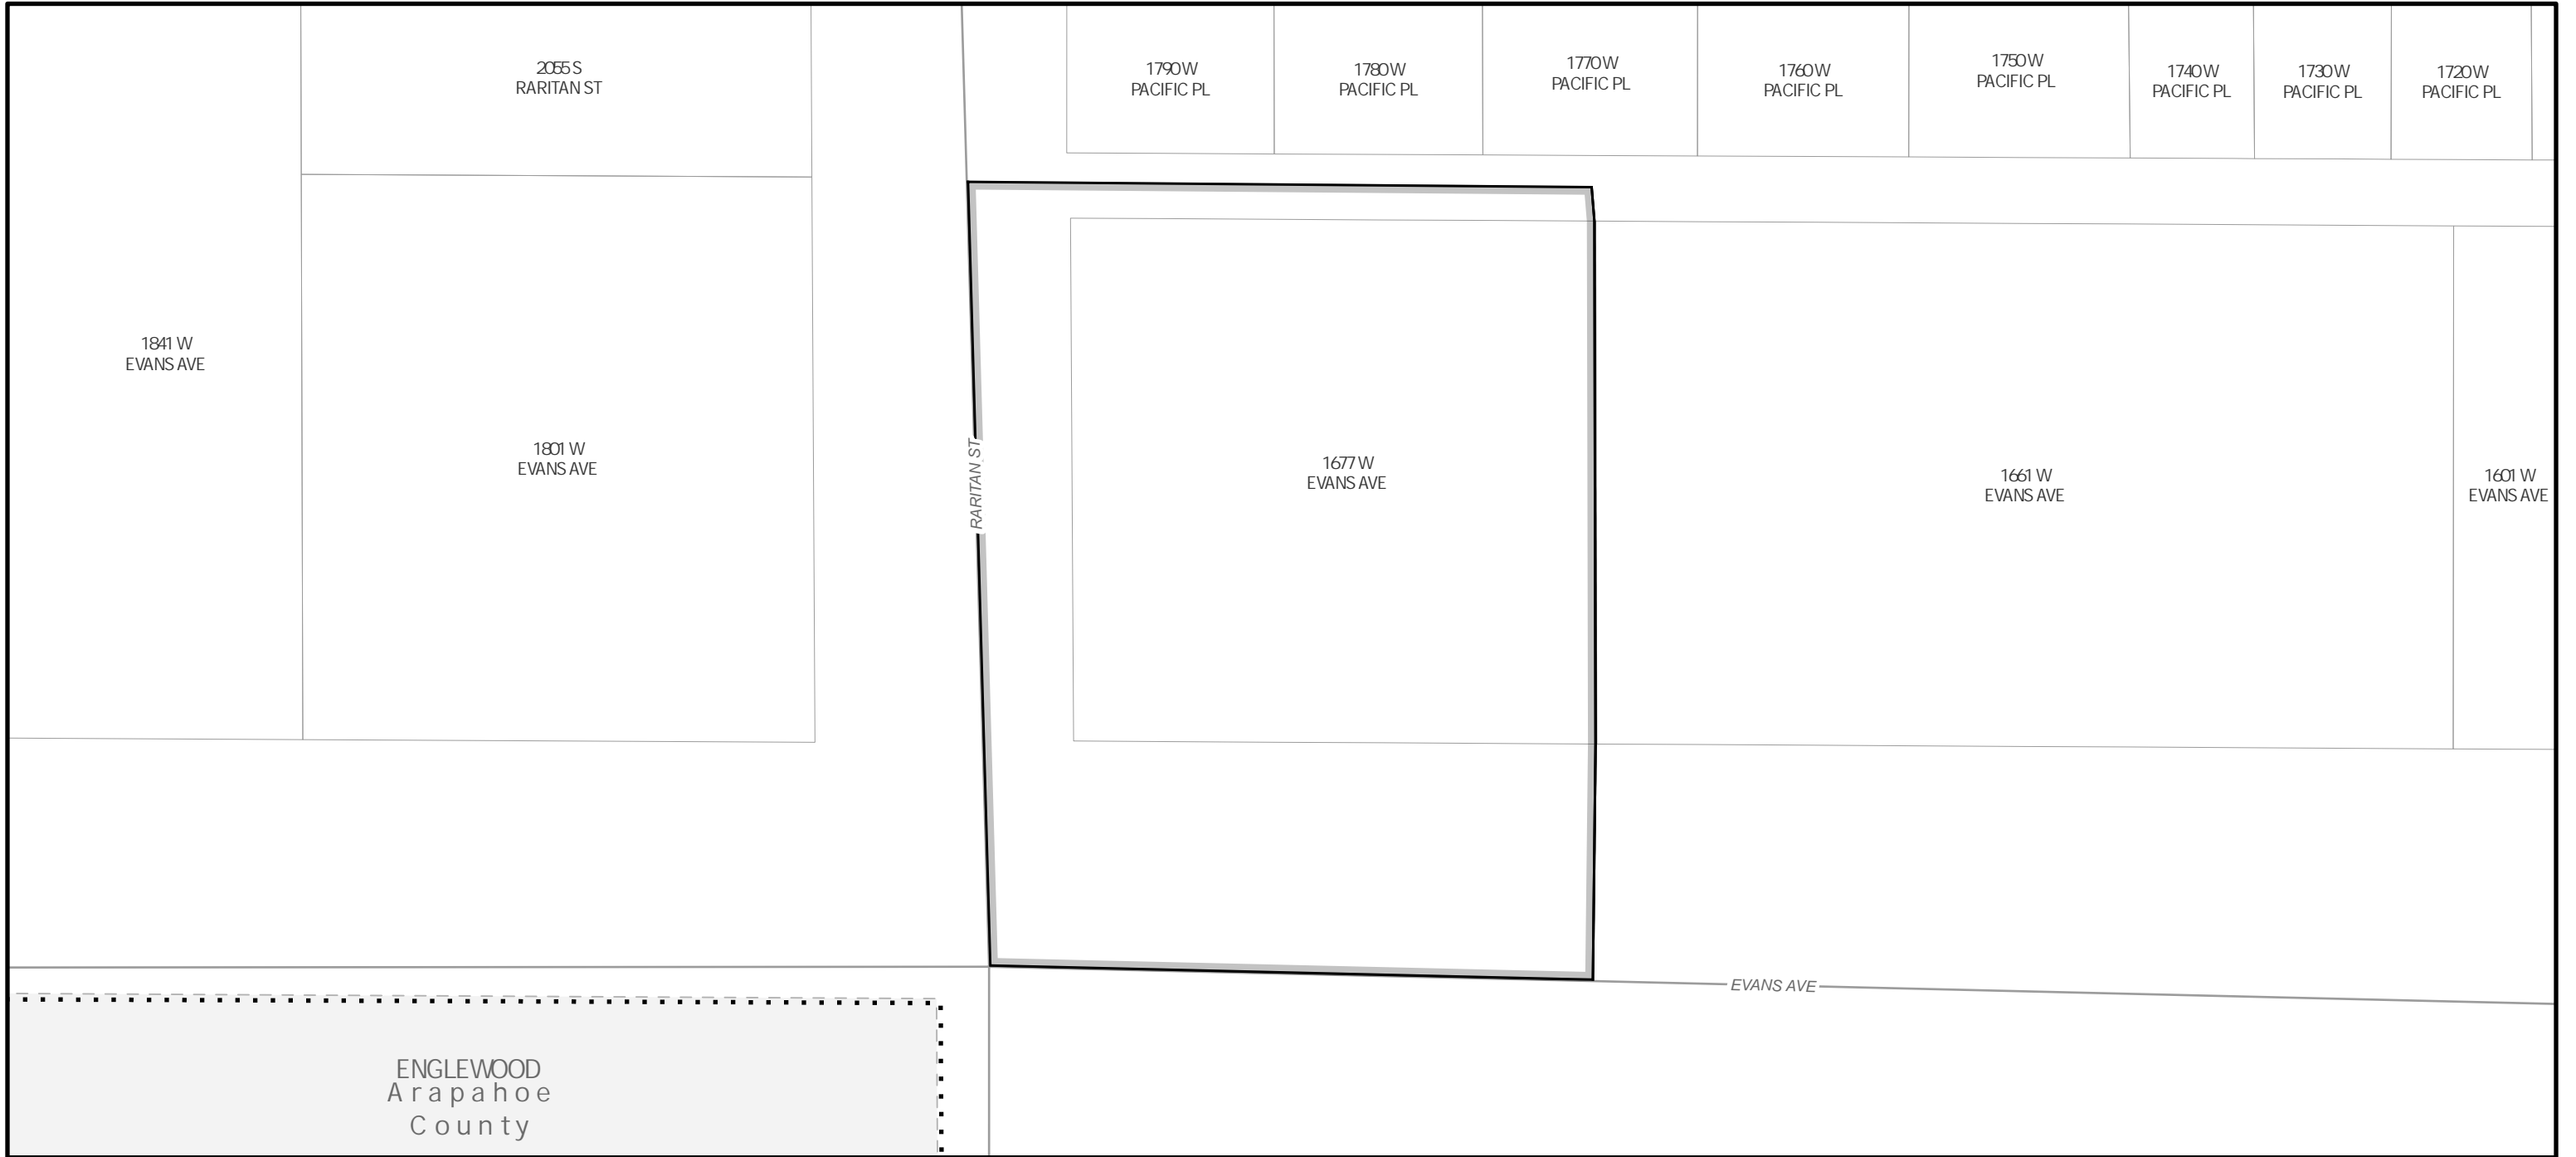 2055 S
RARITAN ST
1790 W
PACIFIC PL
1780 W
PACIFIC PL
1770 W
PACIFIC PL
1760 W
PACIFIC PL
1750 W
PACIFIC PL
1740 W
PACIFIC PL
1730 W
PACIFIC PL
1720 W
PACIFIC PL
1841 W
EVANS AVE
1801 W
EVANS AVE
RARITAN ST
1677 W
EVANS AVE
1661 W
EVANS AVE
1601 W
EVANS AVE
EVANS AVE
ENGLEWOOD
Arapahoe
County